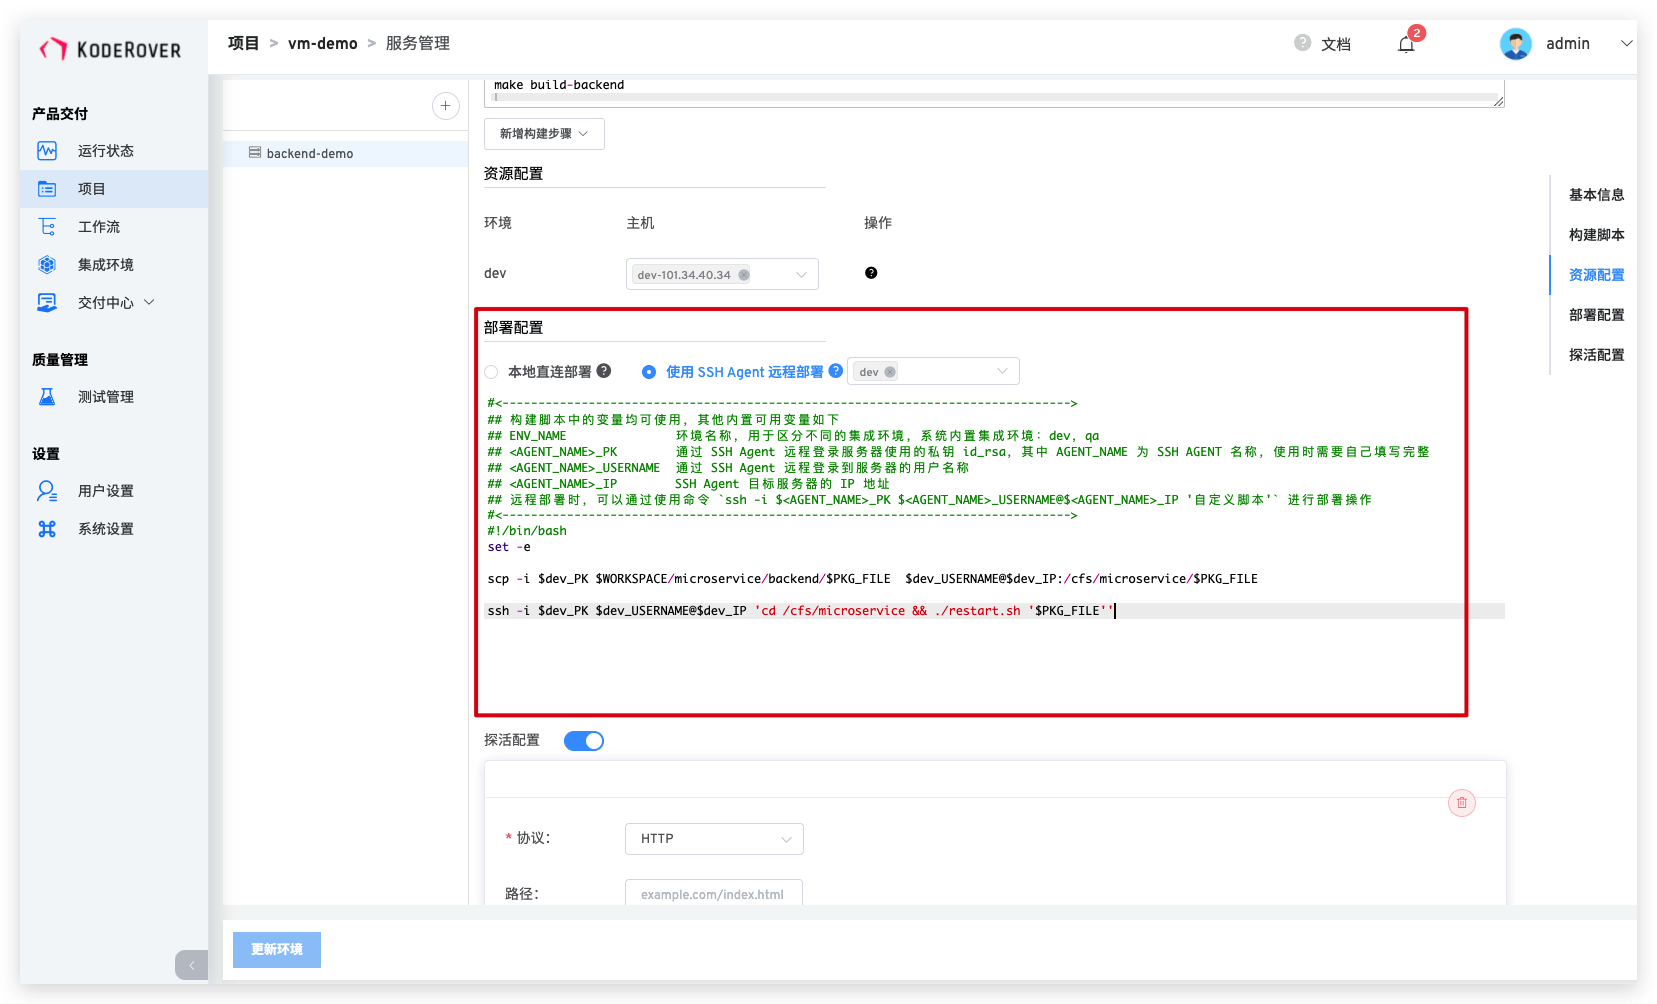 KODEROVER
项目 > vm-demo > 服务管理
? 文档
2
admin
产品交付
运行状态
项目
工作流
集成环境
交付中心
质量管理
测试管理
设置
用户设置
系统设置
backend-demo
make build-backend
新增构建步骤
资源配置
环境 主机 操作
dev dev-101.34.40.34 ?
部署配置
本地直连部署 ? 使用 SSH Agent 远程部署 ? dev
#<------------------------------------------------------------------------------->
## 构建脚本中的变量均可使用，其他内置可用变量如下
## ENV_NAME 环境名称，用于区分不同的集成环境，系统内置集成环境：dev，qa
## <AGENT_NAME>_PK 通过 SSH Agent 远程登录服务器使用的私钥 id_rsa，其中 AGENT_NAME 为 SSH AGENT 名称，使用时需要自己填写完整
## <AGENT_NAME>_USERNAME 通过 SSH Agent 远程登录到服务器的用户名称
## <AGENT_NAME>_IP SSH Agent 目标服务器的 IP 地址
## 远程部署时，可以通过使用命令 `ssh -i $<AGENT_NAME>_PK $<AGENT_NAME>_USERNAME@$<AGENT_NAME>_IP '自定义脚本'` 进行部署操作
#<------------------------------------------------------------------------------->
#!/bin/bash
set -e
scp -i $dev_PK $WORKSPACE/microservice/backend/$PKG_FILE $dev_USERNAME@$dev_IP:/cfs/microservice/$PKG_FILE
ssh -i $dev_PK $dev_USERNAME@$dev_IP 'cd /cfs/microservice && ./restart.sh '$PKG_FILE''
探活配置
* 协议：
HTTP
路径：
example.com/index.html
更新环境
基本信息
构建脚本
资源配置
部署配置
探活配置